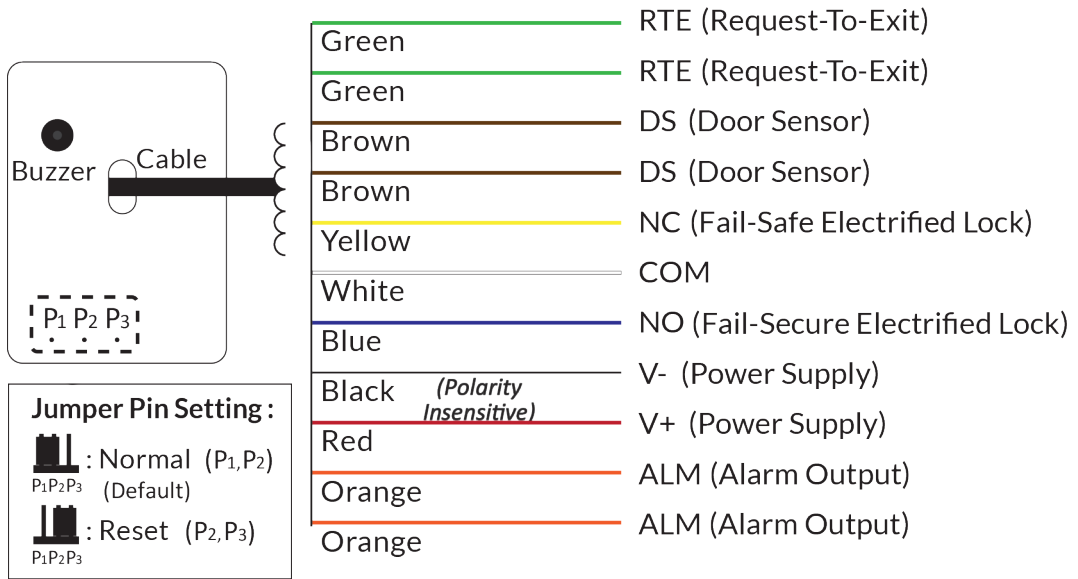 RTE (Request-To-Exit)
Green
RTE (Request-To-Exit)
Green
DS (Door Sensor)
Brown
DS (Door Sensor)
Brown
NC (Fail-Safe Electrified Lock)
Yellow
COM
White
NO (Fail-Secure Electrified Lock)
Blue
V- (Power Supply)
Black (Polarity
Insensitive)
V+ (Power Supply)
Red
ALM (Alarm Output)
Orange
ALM (Alarm Output)
Orange
Buzzer
Cable
P1 P2 P3
Jumper Pin Setting :
: Normal (P1,P2)
P1P2P3 (Default)
: Reset (P2,P3)
P1P2P3